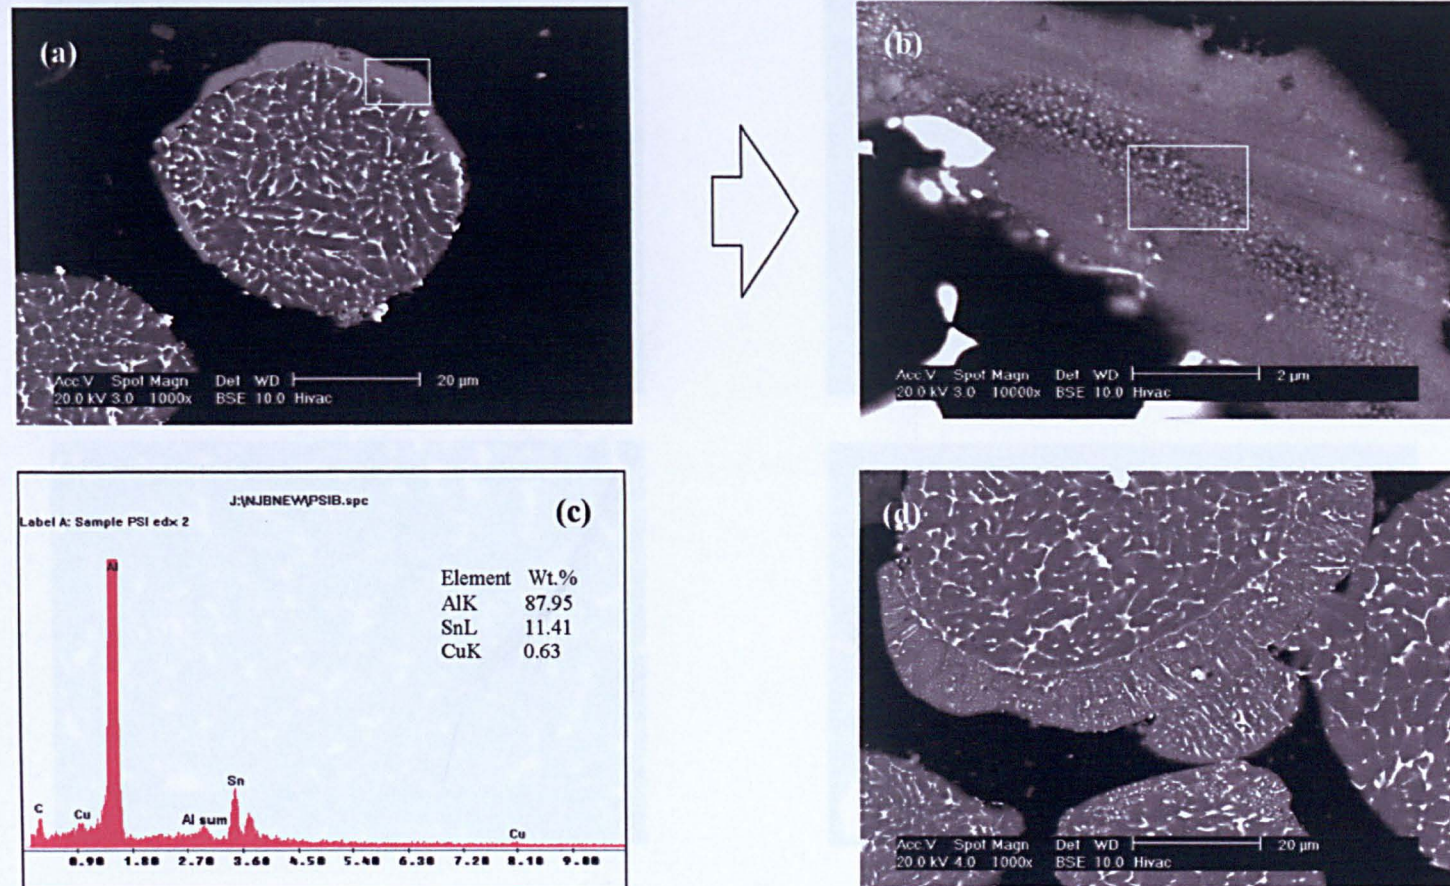 (a)
Acc.V Spot Magn Det WD 20 µm
20.0 kV 3.0 1000x BSE 10.0 Hivac
(b)
Acc.V Spot Magn Det WD 2 µm
20.0 kV 3.0 10000x BSE 10.0 Hivac
J:\NJBNEW\PSIB.spc
(c)
Label A: Sample PSI edx 2
Al
Element Wt.%
AlK 87.95
SnL 11.41
CuK 0.63
C
Cu
Al sum
Sn
Cu
0.90 1.80 2.70 3.60 4.50 5.40 6.30 7.20 8.10 9.00
(d)
Acc.V Spot Magn Det WD 20 µm
20.0 kV 4.0 1000x BSE 10.0 Hivac